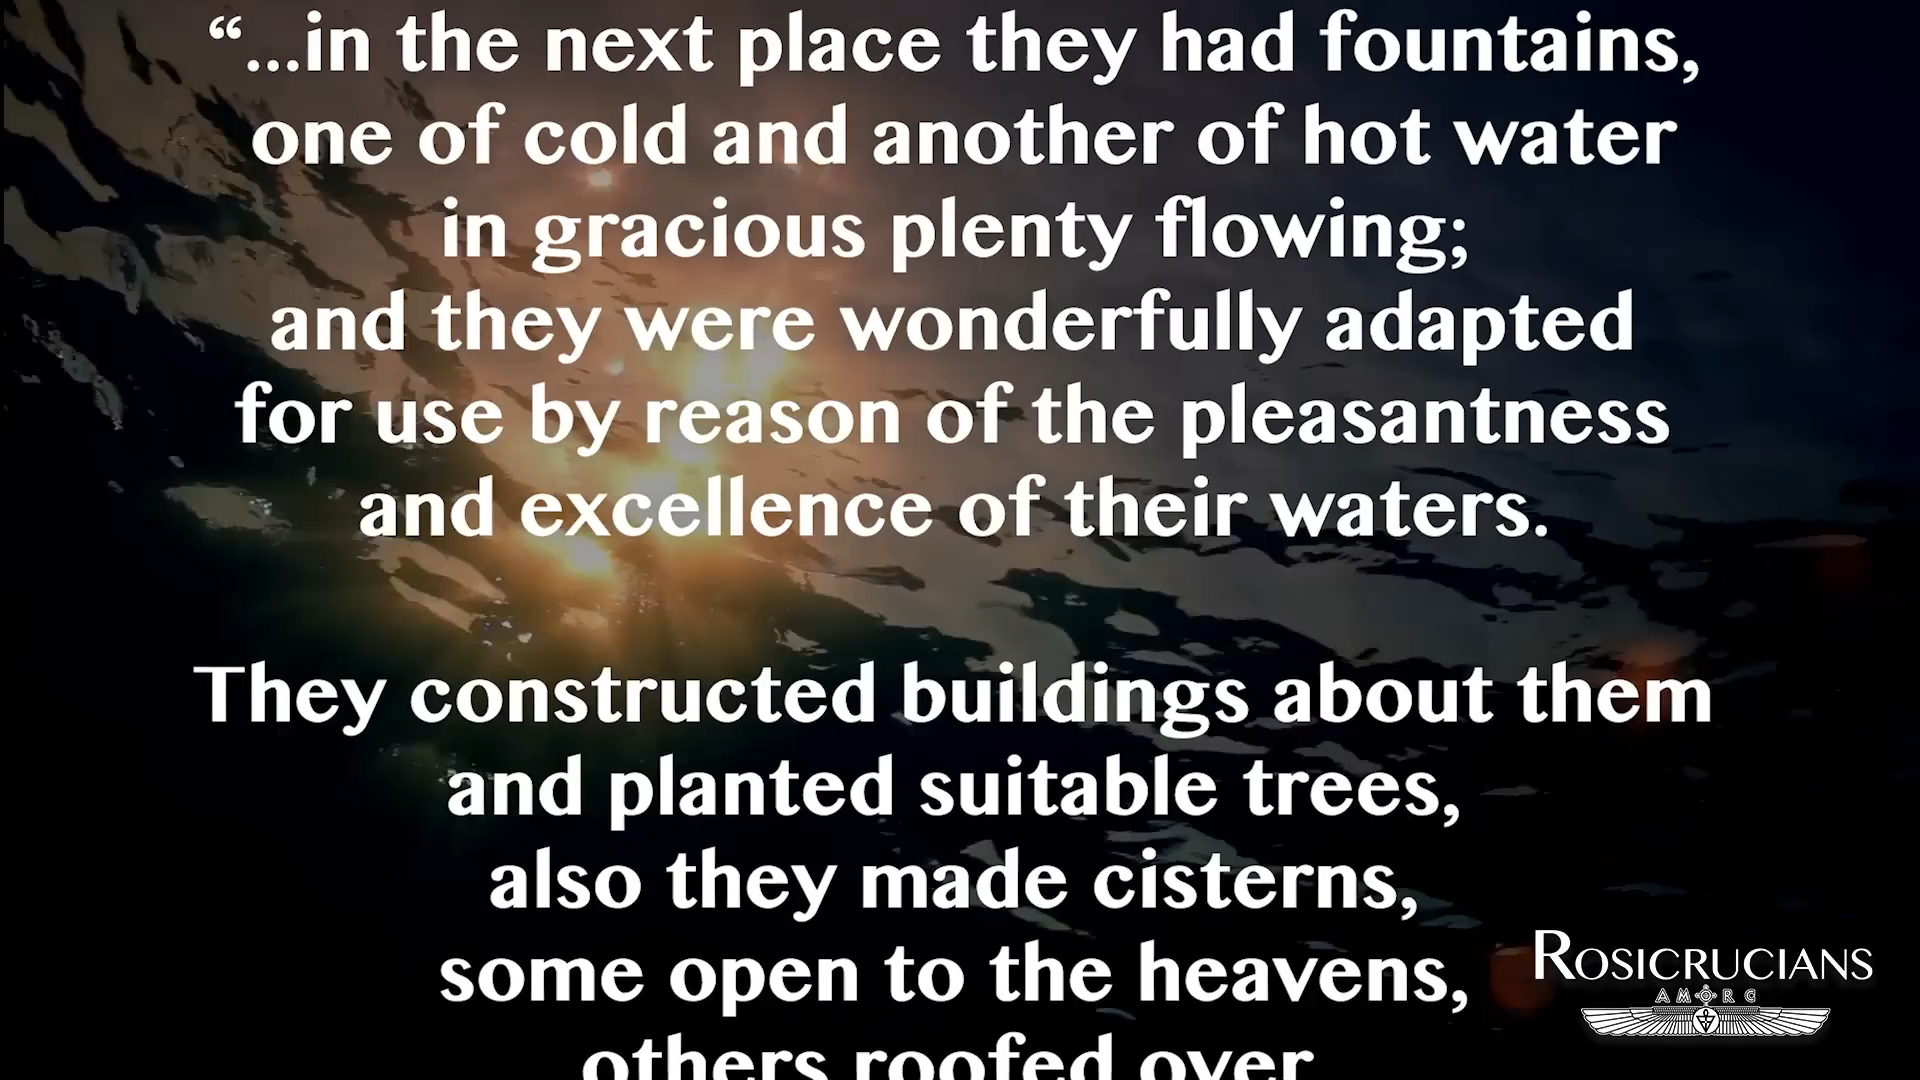 “...in the next place they had fountains,
one of cold and another of hot water
in gracious plenty flowing;
and they were wonderfully adapted
for use by reason of the pleasantness
and excellence of their waters.
They constructed buildings about them
and planted suitable trees,
also they made cisterns,
some open to the heavens,
others roofed over
ROSICRUCIANS
AMORC